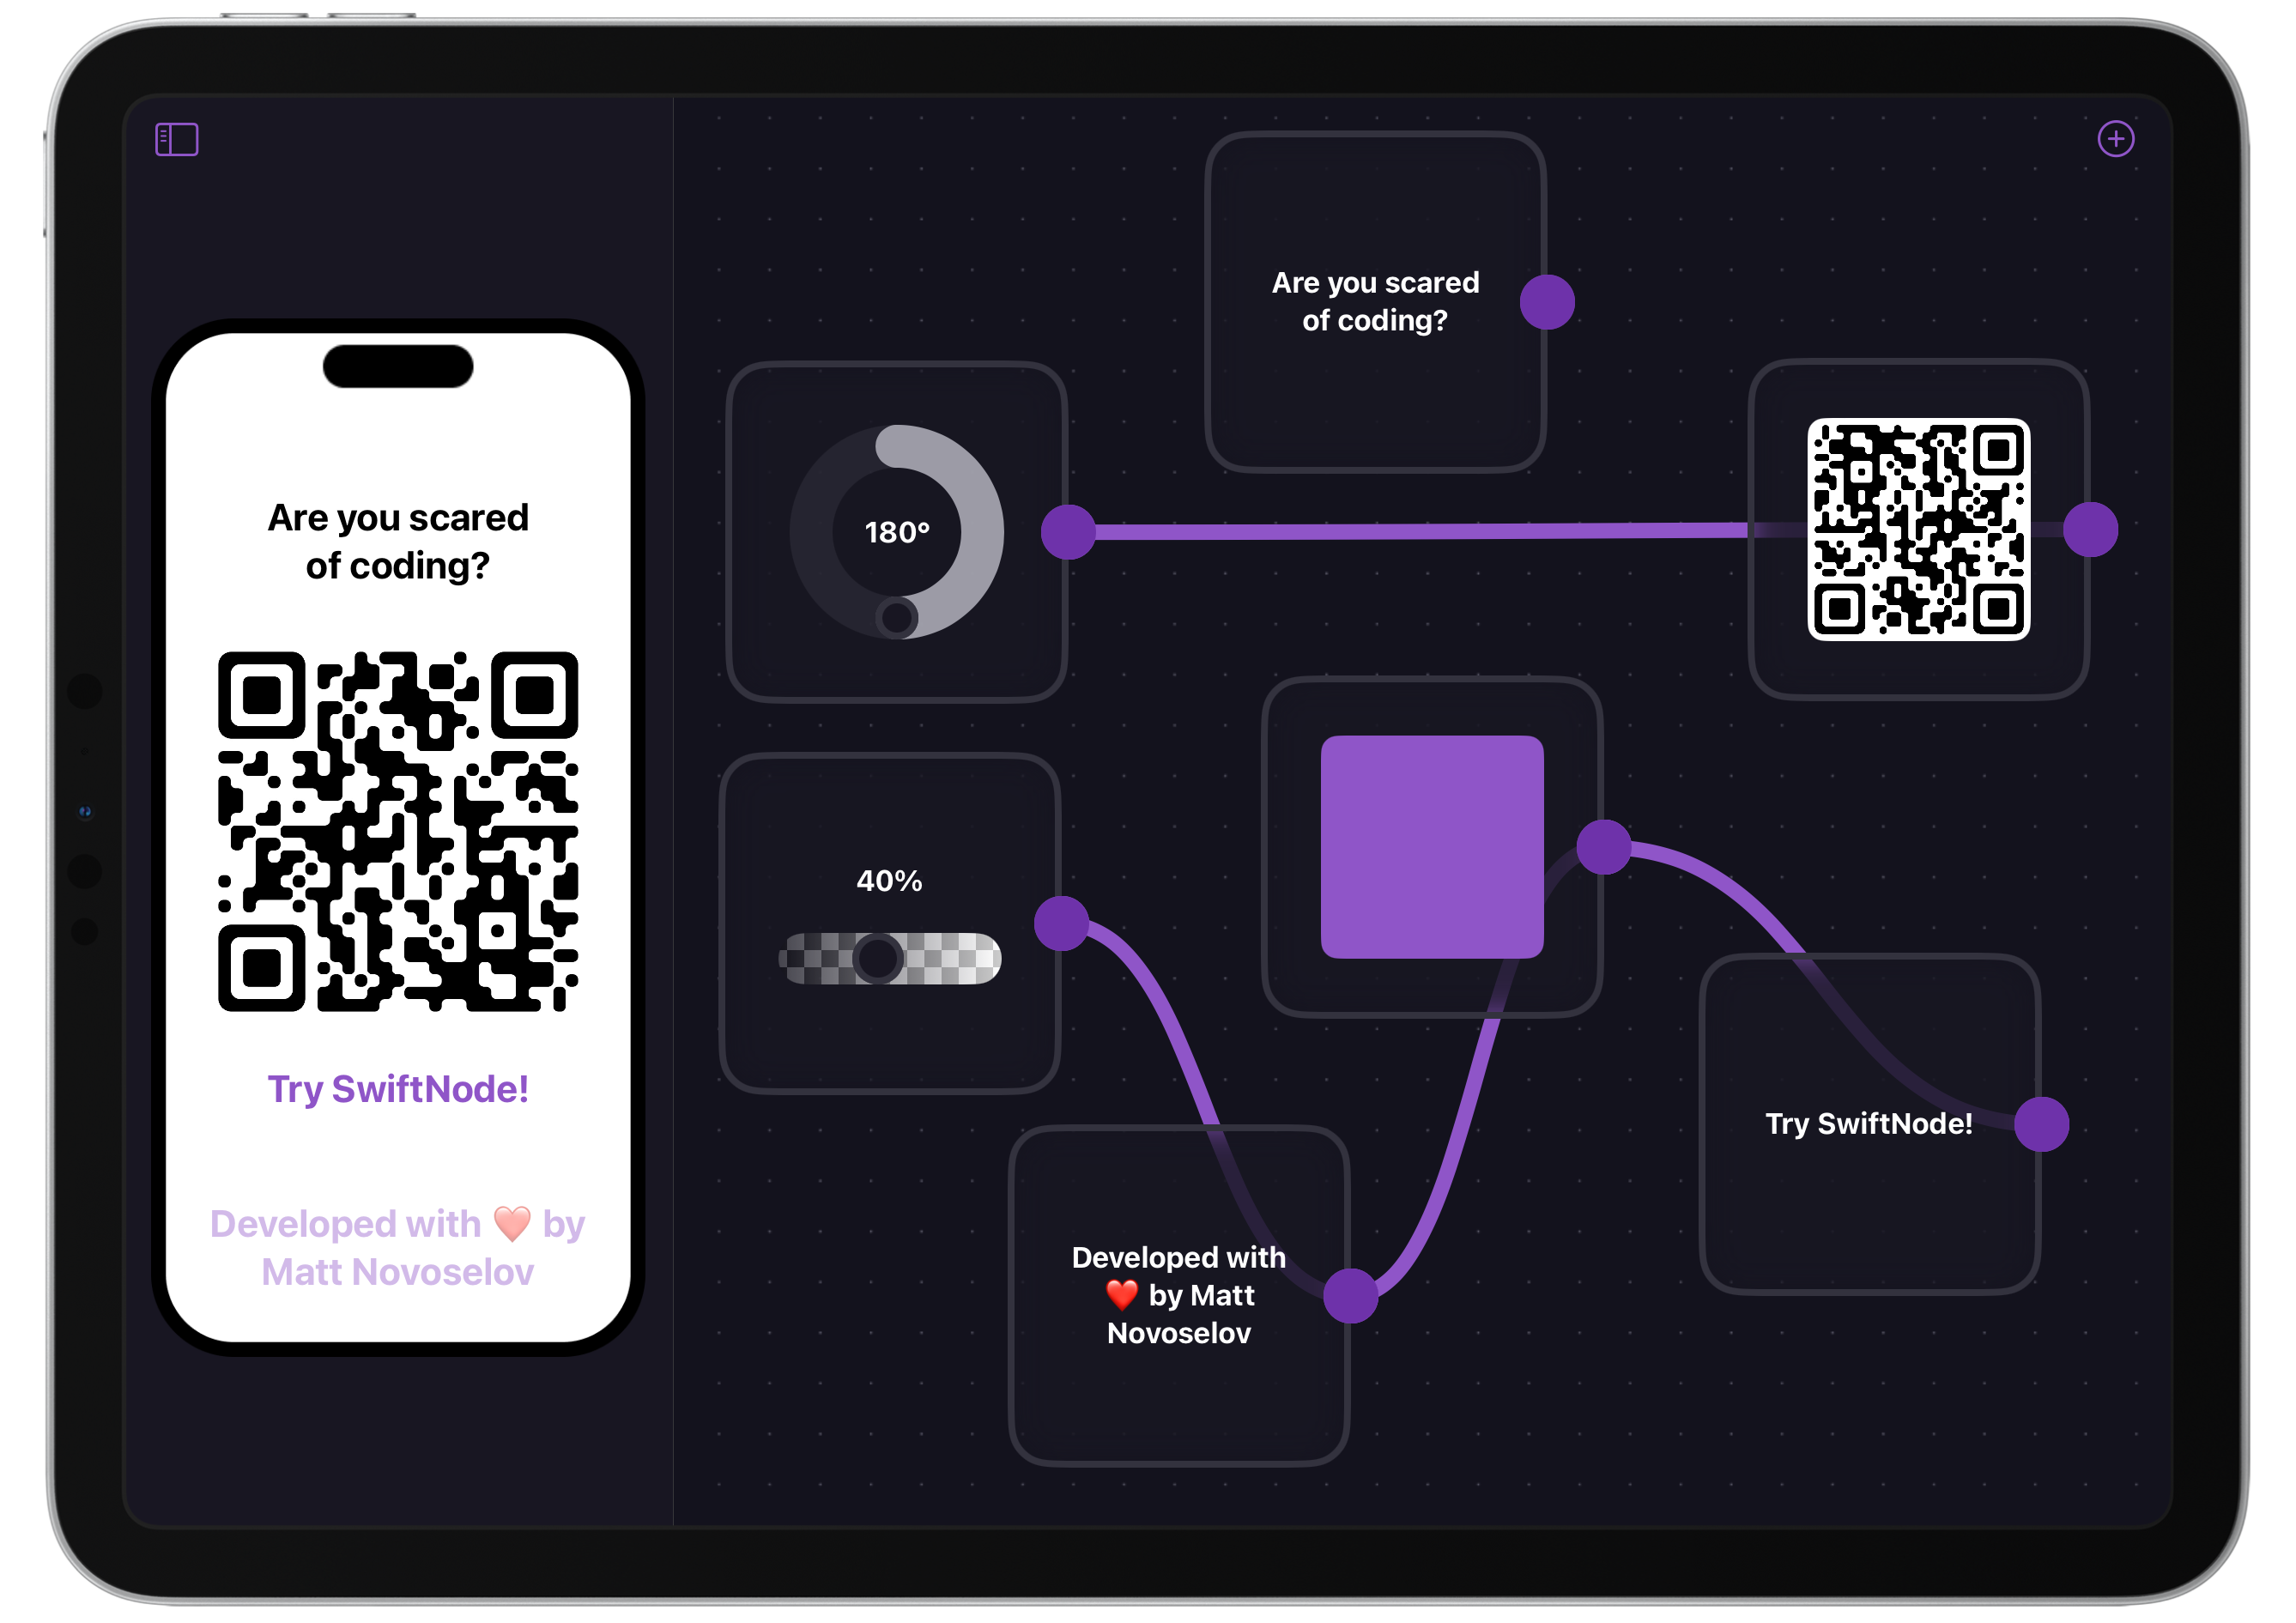 Are you scared
of coding?
Try SwiftNode!
Developed with ❤️ by
Matt Novoselov
Are you scared
of coding?
180°
40%
Developed with
❤️ by Matt
Novoselov
Try SwiftNode!